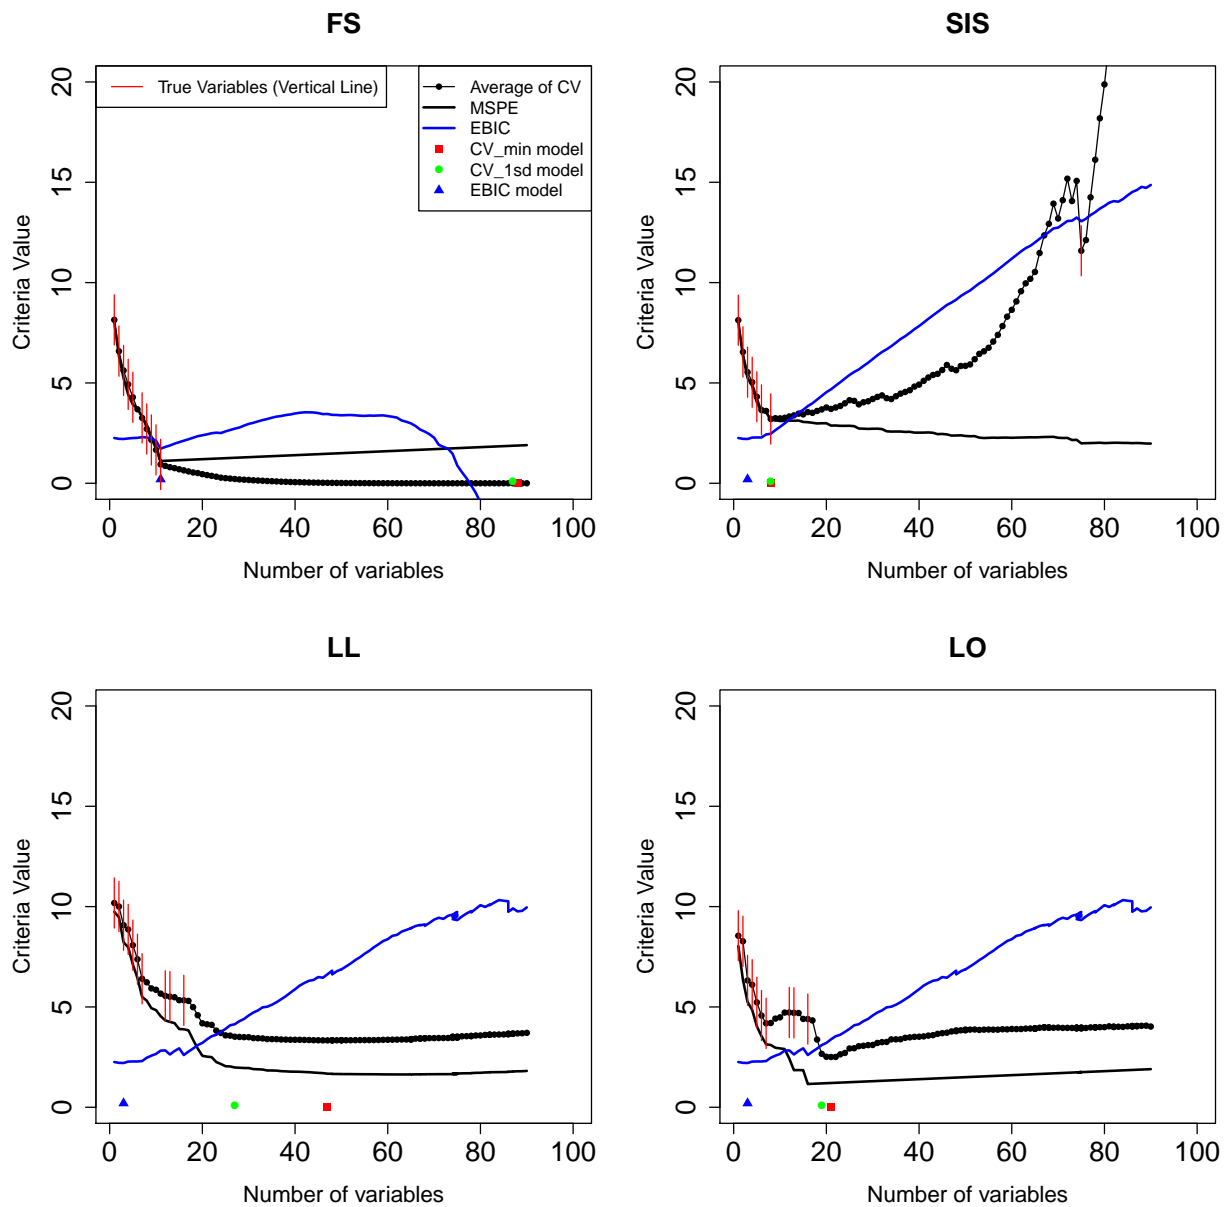 FS
True Variables (Vertical Line)
Average of CV
MSPE
EBIC
CV_min model
CV_1sd model
EBIC model
Criteria Value
0 5 10 15 20
0 20 40 60 80 100
Number of variables
SIS
Criteria Value
0 5 10 15 20
0 20 40 60 80 100
Number of variables
LL
Criteria Value
0 5 10 15 20
0 20 40 60 80 100
Number of variables
LO
Criteria Value
0 5 10 15 20
0 20 40 60 80 100
Number of variables